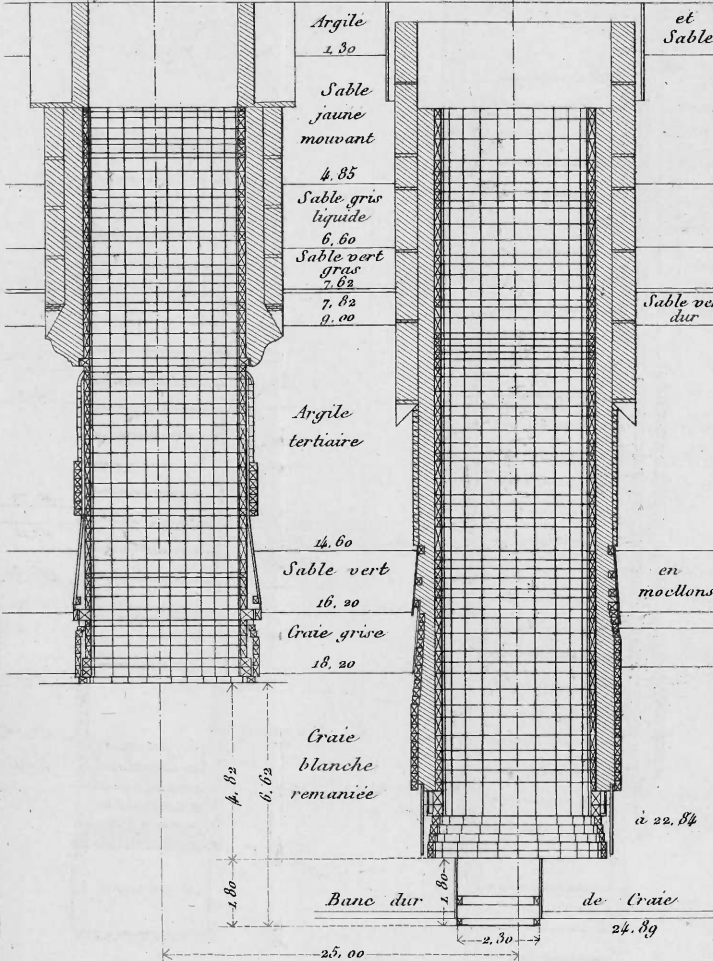 Argile
1,30
et
Sable
Sable
jaune
mouvant
4,85
Sable gris
liquide
6,60
Sable vert
gras
7,62
7,82
9,00
Sable ve
dur
Argile
tertiaire
14,60
Sable vert
16,20
en
moellons
Craie grise
18,20
Craie
blanche
remaniée
4,82
6,62
à 22,84
1,80
1,80
Banc dur
de Craie
24,89
2,30
25,00